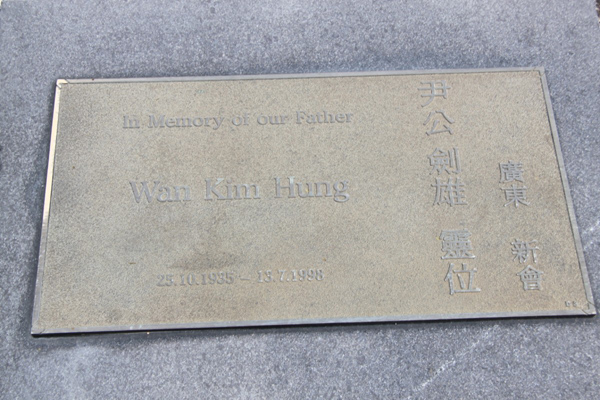 In Memory of our Father
Wan Kim Hung
25.10.1935 – 13.7.1998
廣東 新會
尹公劍雄 靈位